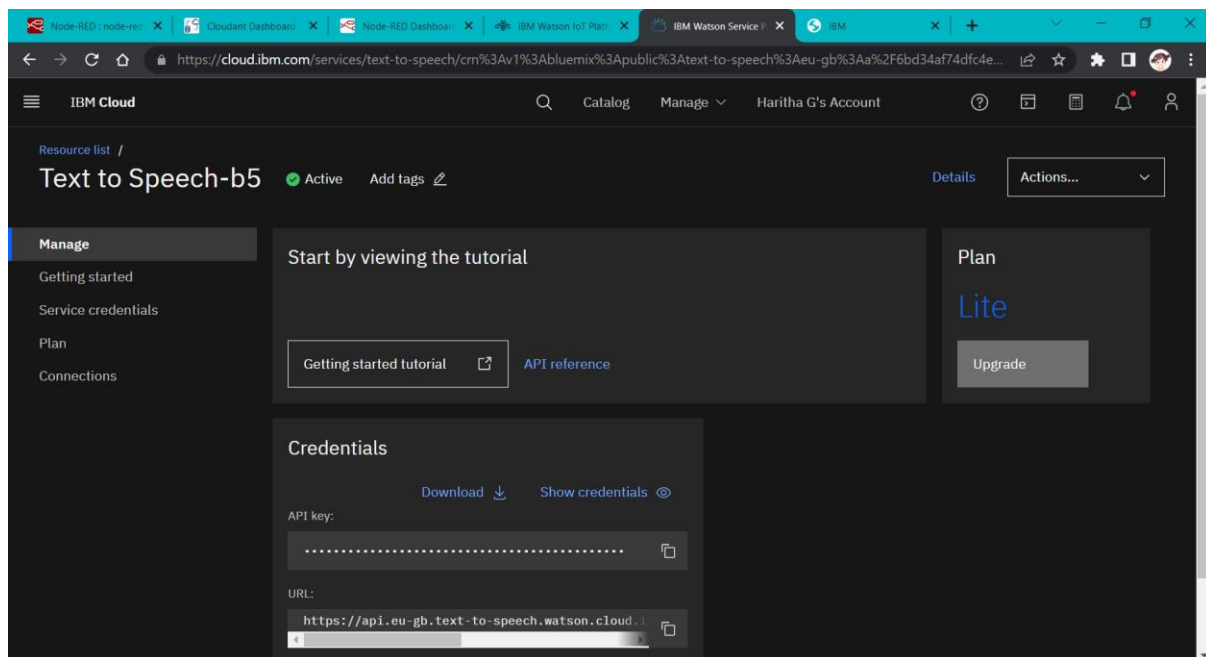 Node-RED : node-red
Cloudant Dashboard
Node-RED Dashboar
IBM Watson IoT Platf
IBM Watson Service P
IBM
https://cloud.ibm.com/services/text-to-speech/crn%3Av1%3Abluemix%3Apublic%3Atext-to-speech%3Aeu-gb%3Aa%2F6bd34af74dfc4e...
IBM Cloud
Catalog
Manage
Haritha G's Account
Resource list /
Text to Speech-b5
Active
Add tags
Details
Actions...
Manage
Getting started
Service credentials
Plan
Connections
Start by viewing the tutorial
Getting started tutorial
API reference
Plan
Lite
Upgrade
Credentials
Download
Show credentials
API key:
URL:
https://api.eu-gb.text-to-speech.watson.cloud.